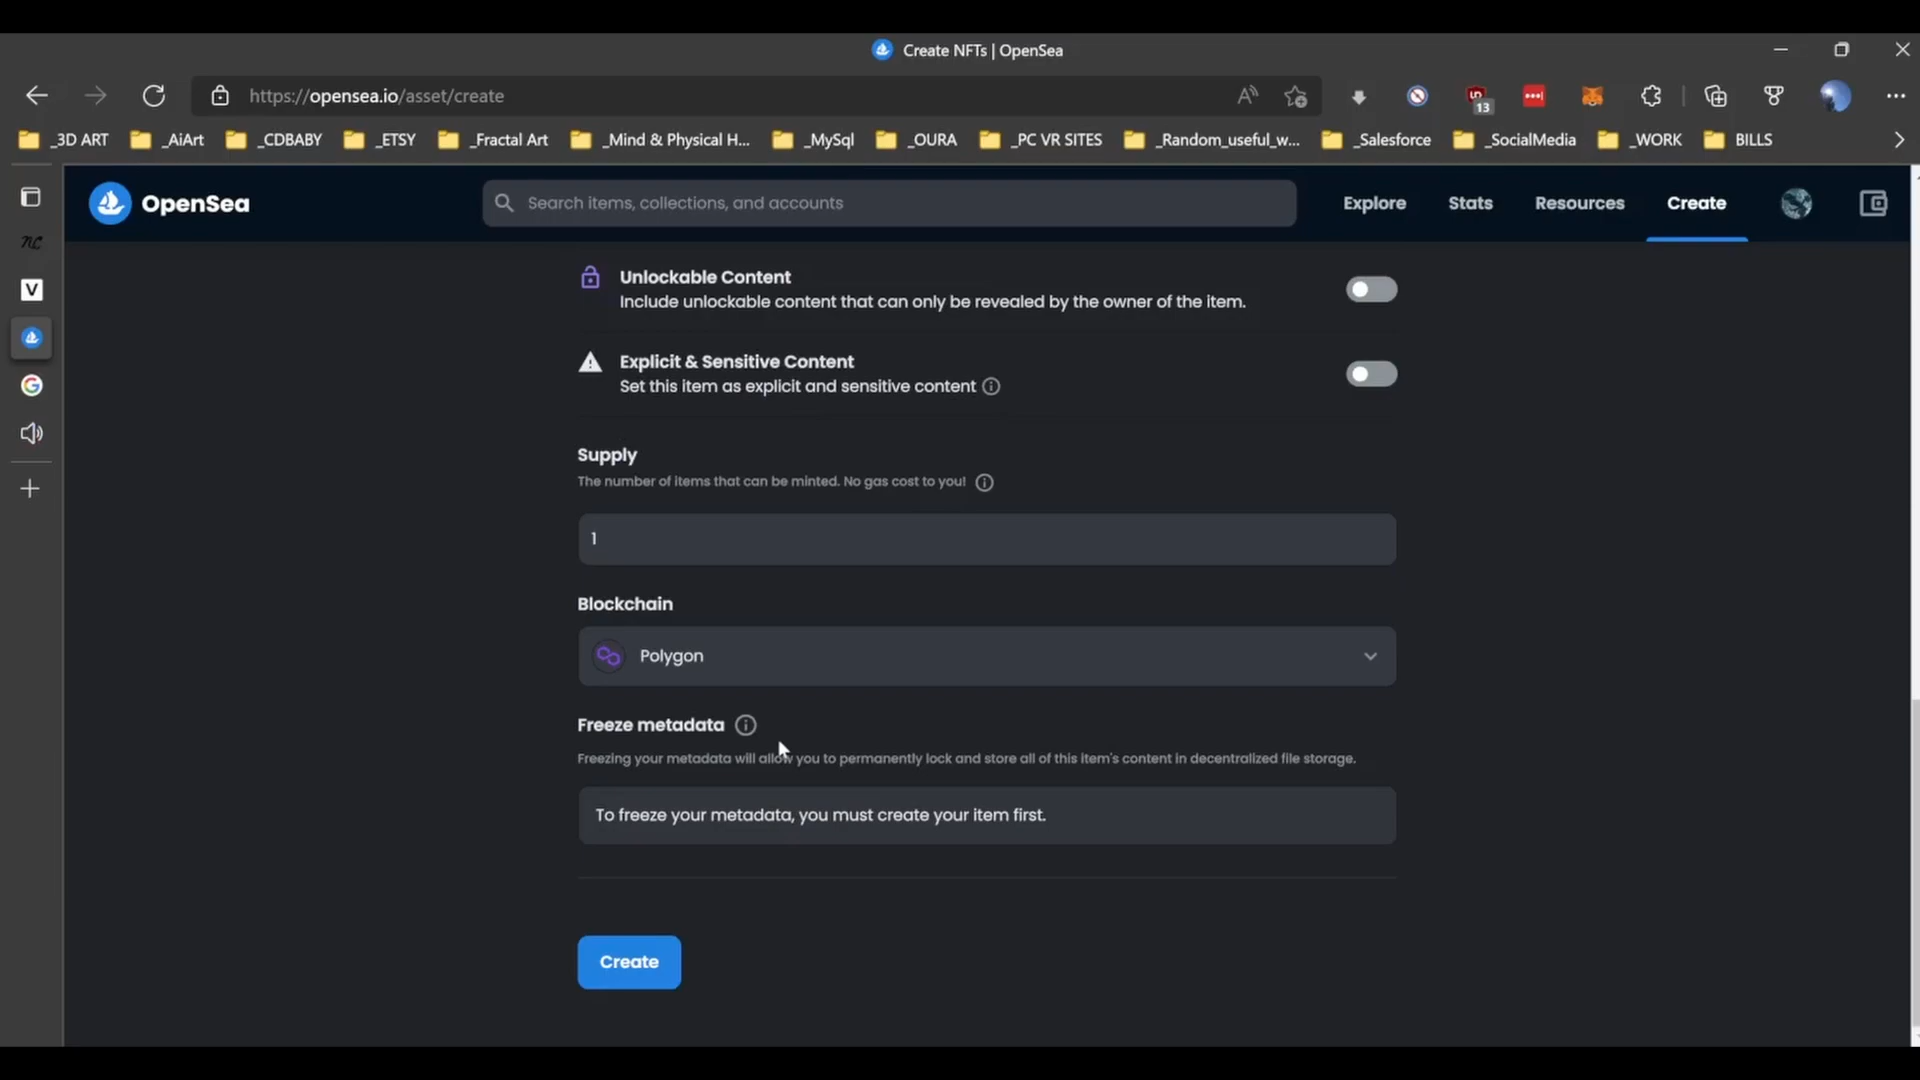 Create NFTs | OpenSea
https://opensea.io/asset/create
13
_3D ART _AiArt _CDBABY _ETSY _Fractal Art _Mind & Physical H... _MySql _OURA _PC VR SITES _Random_useful_w... _Salesforce _SocialMedia _WORK BILLS
OpenSea Search items, collections, and accounts Explore Stats Resources Create
NC
V
Unlockable Content
Include unlockable content that can only be revealed by the owner of the item.
Explicit & Sensitive Content
Set this item as explicit and sensitive content
Supply
The number of items that can be minted. No gas cost to you!
1
Blockchain
Polygon
Freeze metadata
Freezing your metadata will allow you to permanently lock and store all of this item's content in decentralized file storage.
To freeze your metadata, you must create your item first.
Create